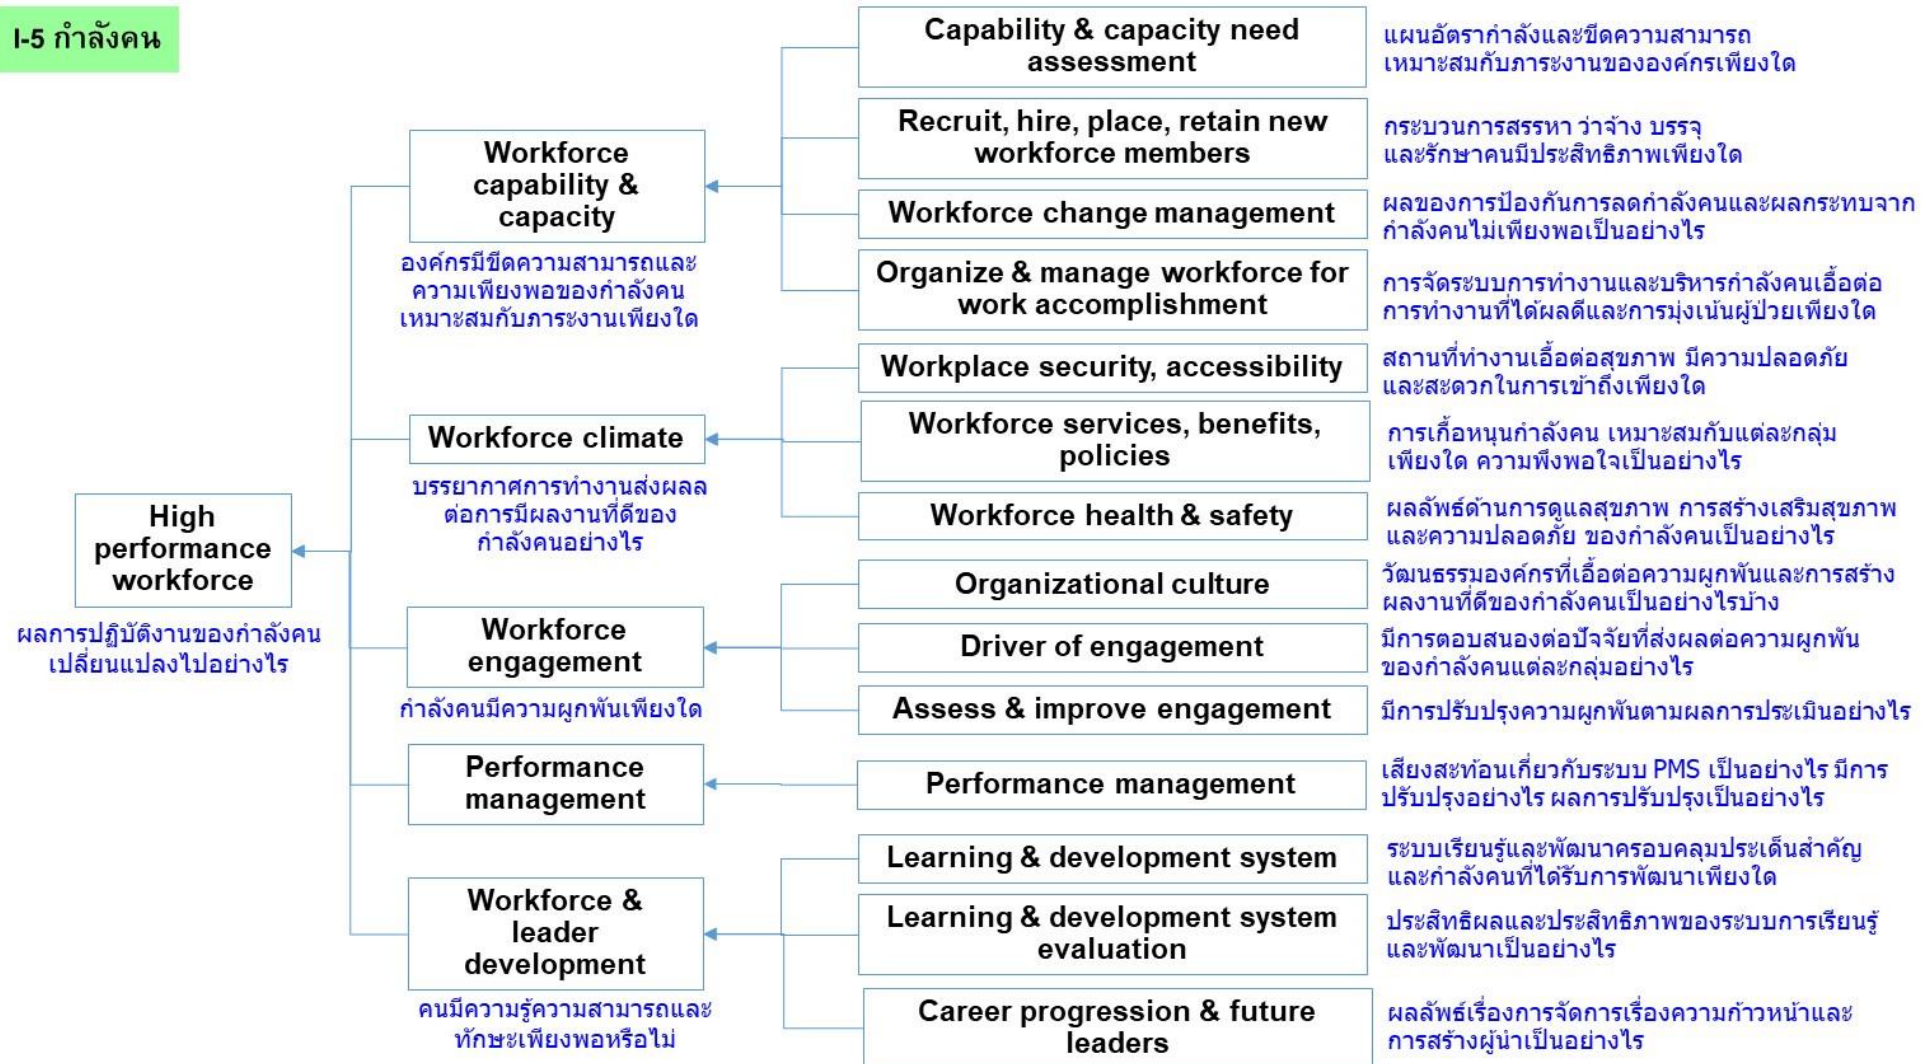 I-5 กำลังคน
High
performance
workforce
ผลการปฏิบัติงานของกำลังคน
เปลี่ยนแปลงไปอย่างไร
Workforce
capability &
capacity
องค์กรมีขีดความสามารถและ
ความเพียงพอของกำลังคน
เหมาะสมกับภาระงานเพียงใด
Capability & capacity need
assessment
แผนอัตรากำลังและขีดความสามารถ
เหมาะสมกับภาระงานขององค์กรเพียงใด
Recruit, hire, place, retain new
workforce members
กระบวนการสรรหา ว่าจ้าง บรรจุ
และรักษาคนมีประสิทธิภาพเพียงใด
Workforce change management
ผลของการป้องกันการลดกำลังคนและผลกระทบจาก
กำลังคนไม่เพียงพอเป็นอย่างไร
Organize & manage workforce for
work accomplishment
การจัดระบบการทำงานและบริหารกำลังคนเอื้อต่อ
การทำงานที่ได้ผลดีและการมุ่งเน้นผู้ป่วยเพียงใด
Workforce climate
บรรยากาศการทำงานส่งผลล
ต่อการมีผลงานที่ดีของ
กำลังคนอย่างไร
Workplace security, accessibility
สถานที่ทำงานเอื้อต่อสุขภาพ มีความปลอดภัย
และสะดวกในการเข้าถึงเพียงใด
Workforce services, benefits,
policies
การเกื้อหนุนกำลังคน เหมาะสมกับแต่ละกลุ่ม
เพียงใด ความพึงพอใจเป็นอย่างไร
Workforce health & safety
ผลลัพธ์ด้านการดูแลสุขภาพ การสร้างเสริมสุขภาพ
และความปลอดภัย ของกำลังคนเป็นอย่างไร
Workforce
engagement
กำลังคนมีความผูกพันเพียงใด
Organizational culture
วัฒนธรรมองค์กรที่เอื้อต่อความผูกพันและการสร้าง
ผลงานที่ดีของกำลังคนเป็นอย่างไรบ้าง
Driver of engagement
มีการตอบสนองต่อปัจจัยที่ส่งผลต่อความผูกพัน
ของกำลังคนแต่ละกลุ่มอย่างไร
Assess & improve engagement
มีการปรับปรุงความผูกพันตามผลการประเมินอย่างไร
Performance
management
Performance management
เสียงสะท้อนเกี่ยวกับระบบ PMS เป็นอย่างไร มีการ
ปรับปรุงอย่างไร ผลการปรับปรุงเป็นอย่างไร
Workforce &
leader
development
คนมีความรู้ความสามารถและ
ทักษะเพียงพอหรือไม่
Learning & development system
ระบบเรียนรู้และพัฒนาครอบคลุมประเด็นสำคัญ
และกำลังคนที่ได้รับการพัฒนาเพียงใด
Learning & development system
evaluation
ประสิทธิผลและประสิทธิภาพของระบบการเรียนรู้
และพัฒนาเป็นอย่างไร
Career progression & future
leaders
ผลลัพธ์เรื่องการจัดการเรื่องความก้าวหน้าและ
การสร้างผู้นำเป็นอย่างไร